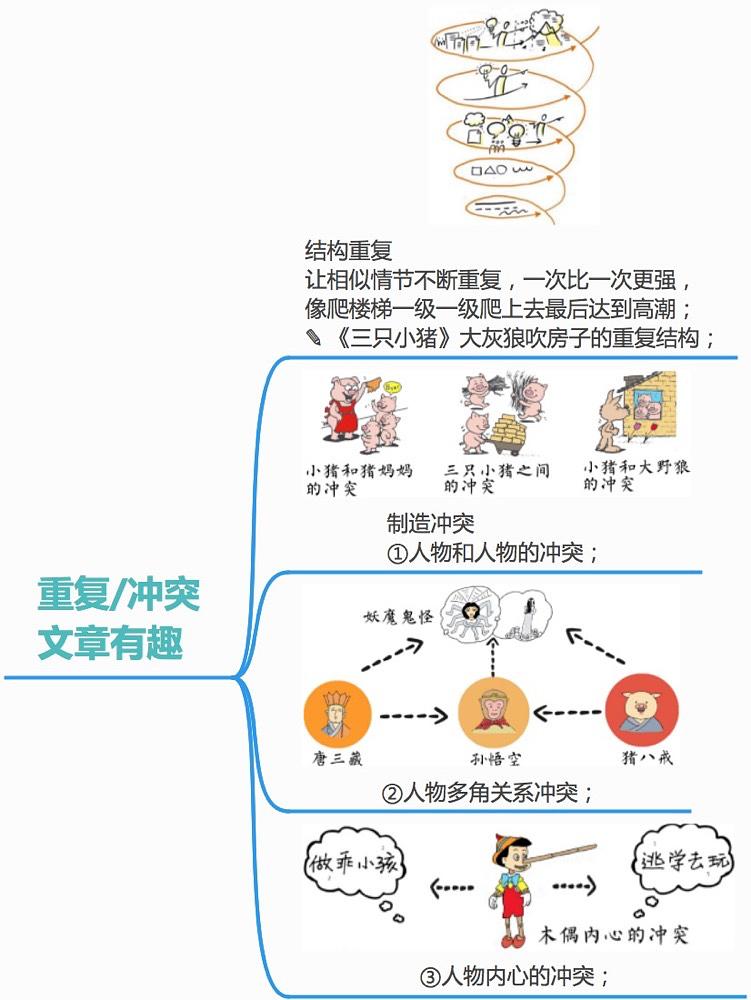 结构重复
让相似情节不断重复，一次比一次更强，
像爬楼梯一级一级爬上去最后达到高潮；
✎ 《三只小猪》大灰狼吹房子的重复结构；
小猪和猪妈妈
的冲突
三只小猪之间
的冲突
小猪和大野狼
的冲突
制造冲突
①人物和人物的冲突；
重复/冲突
文章有趣
妖魔鬼怪
唐三藏
孙悟空
猪八戒
②人物多角关系冲突；
做乖小孩
逃学去玩
木偶内心的冲突
③人物内心的冲突；